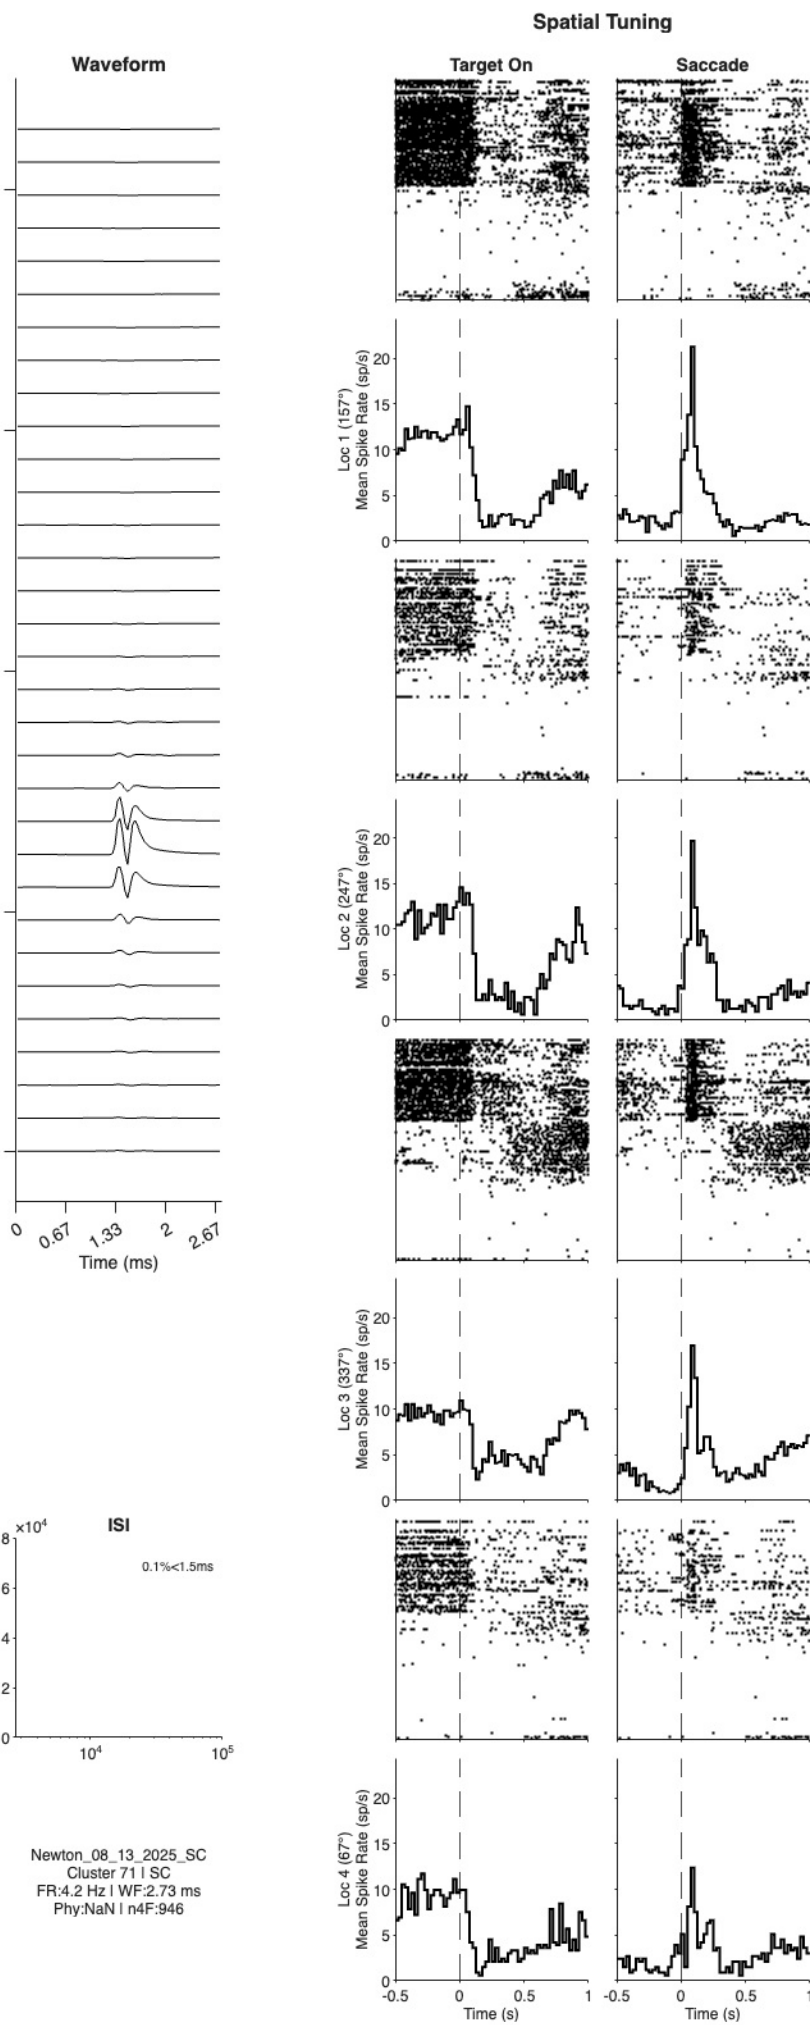 Spatial Tuning
Waveform
Target On
Saccade
Loc 1 (157°)
Mean Spike Rate (sp/s)
20
15
10
5
0
Loc 2 (247°)
Mean Spike Rate (sp/s)
20
15
10
5
0
0
0.67
1.33
2
2.67
Time (ms)
Loc 3 (337°)
Mean Spike Rate (sp/s)
20
15
10
5
0
ISI
×10⁴
8
6
4
2
0
0.1%<1.5ms
10⁴
10⁵
Newton_08_13_2025_SC
Cluster 71 | SC
FR:4.2 Hz | WF:2.73 ms
Phy:NaN | n4F:946
Loc 4 (67°)
Mean Spike Rate (sp/s)
20
15
10
5
0
-0.5
0
0.5
1
Time (s)
-0.5
0
0.5
1
Time (s)